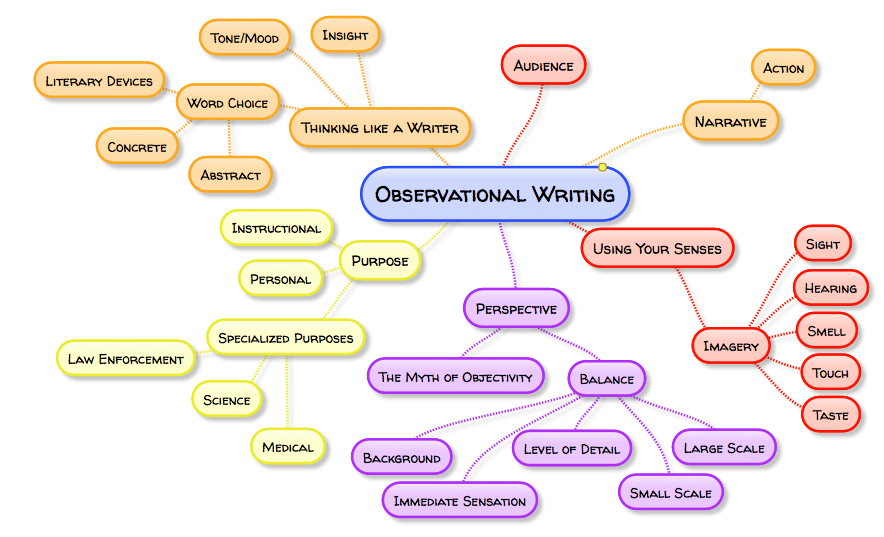 Observational Writing
Thinking like a Writer
Tone/Mood
Insight
Word Choice
Literary Devices
Concrete
Abstract
Audience
Narrative
Action
Using Your Senses
Imagery
Sight
Hearing
Smell
Touch
Taste
Perspective
The Myth of Objectivity
Balance
Background
Immediate Sensation
Level of Detail
Small Scale
Large Scale
Purpose
Instructional
Personal
Specialized Purposes
Law Enforcement
Science
Medical